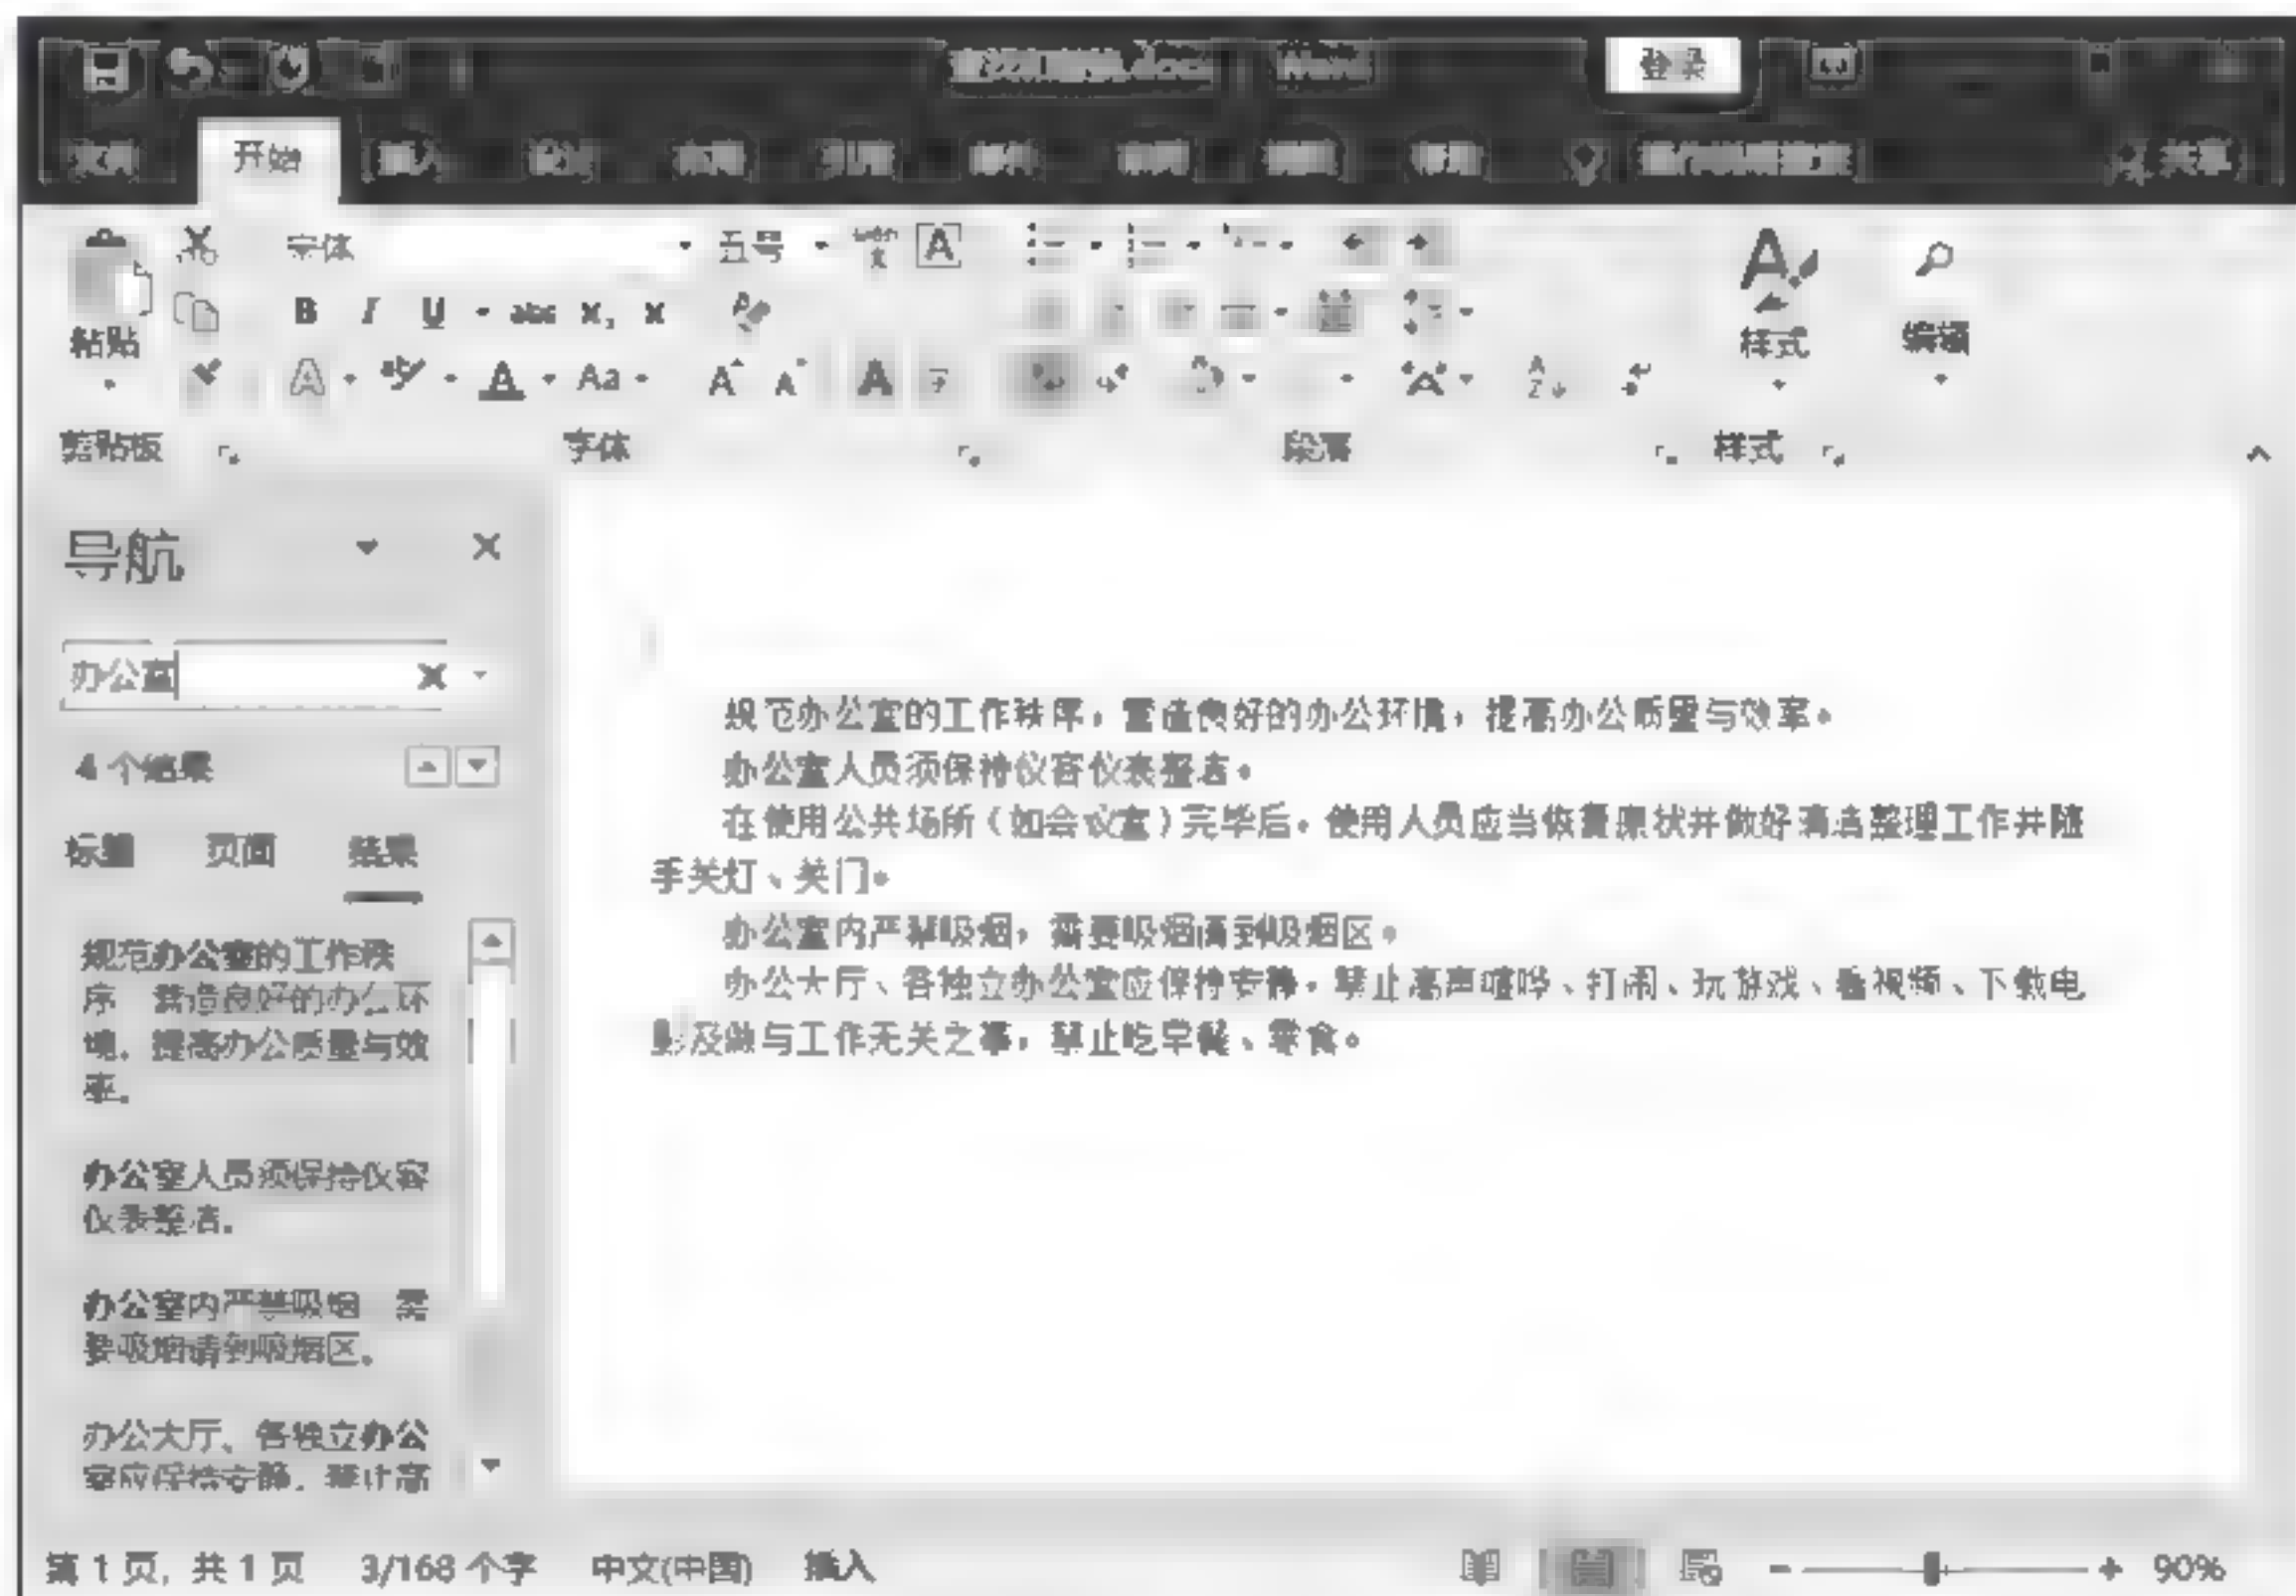 登录
开始
字体 五号
粘贴 样式 编辑
剪贴板 字体 段落 样式
导航
办公室
4 个结果
标题 页面 结果
规范办公室的工作秩
序 营造良好的办公环
境, 提高办公质量与效
率。
办公室人员须保持仪容
仪表整洁。
办公室内严禁吸烟 需
要吸烟请到吸烟区。
办公大厅、各独立办公
室应保持安静, 禁止高
规范办公室的工作秩序，营造良好的办公环境，提高办公质量与效率。
办公室人员须保持仪容仪表整洁。
在使用公共场所（如会议室）完毕后，使用人员应当恢复原状并做好清洁整理工作并随
手关灯、关门。
办公室内严禁吸烟，需要吸烟请到吸烟区。
办公大厅、各独立办公室应保持安静，禁止高声喧哗、打闹、玩游戏、看视频、下载电
影及做与工作无关之事，禁止吃早餐、零食。
第 1 页, 共 1 页 3/168 个字 中文(中国) 插入 90%